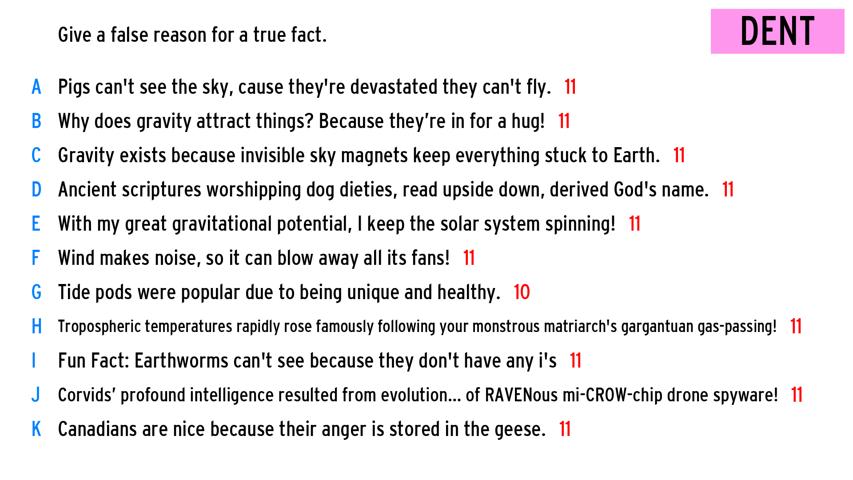 Give a false reason for a true fact.
DENT
A Pigs can't see the sky, cause they're devastated they can't fly. 11
B Why does gravity attract things? Because they’re in for a hug! 11
C Gravity exists because invisible sky magnets keep everything stuck to Earth. 11
D Ancient scriptures worshipping dog dieties, read upside down, derived God's name. 11
E With my great gravitational potential, I keep the solar system spinning! 11
F Wind makes noise, so it can blow away all its fans! 11
G Tide pods were popular due to being unique and healthy. 10
H Tropospheric temperatures rapidly rose famously following your monstrous matriarch's gargantuan gas-passing! 11
I Fun Fact: Earthworms can't see because they don't have any i's 11
J Corvids’ profound intelligence resulted from evolution... of RAVENous mi-CROW-chip drone spyware! 11
K Canadians are nice because their anger is stored in the geese. 11